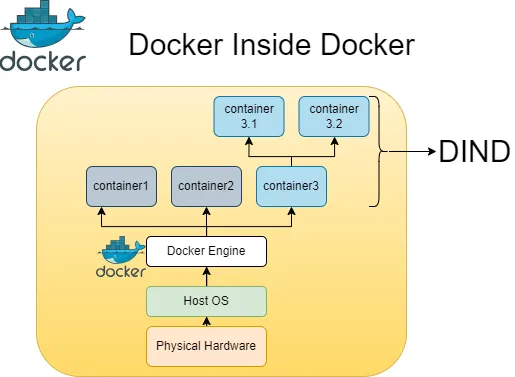 docker
Docker Inside Docker
container
3.1
container
3.2
DIND
container1
container2
container3
docker
Docker Engine
Host OS
Physical Hardware